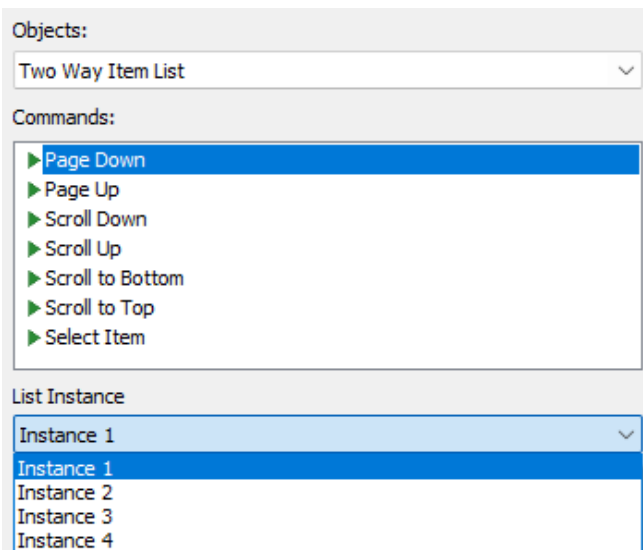 Objects:
Two Way Item List
Commands:
Page Down
Page Up
Scroll Down
Scroll Up
Scroll to Bottom
Scroll to Top
Select Item
List Instance
Instance 1
Instance 1
Instance 2
Instance 3
Instance 4